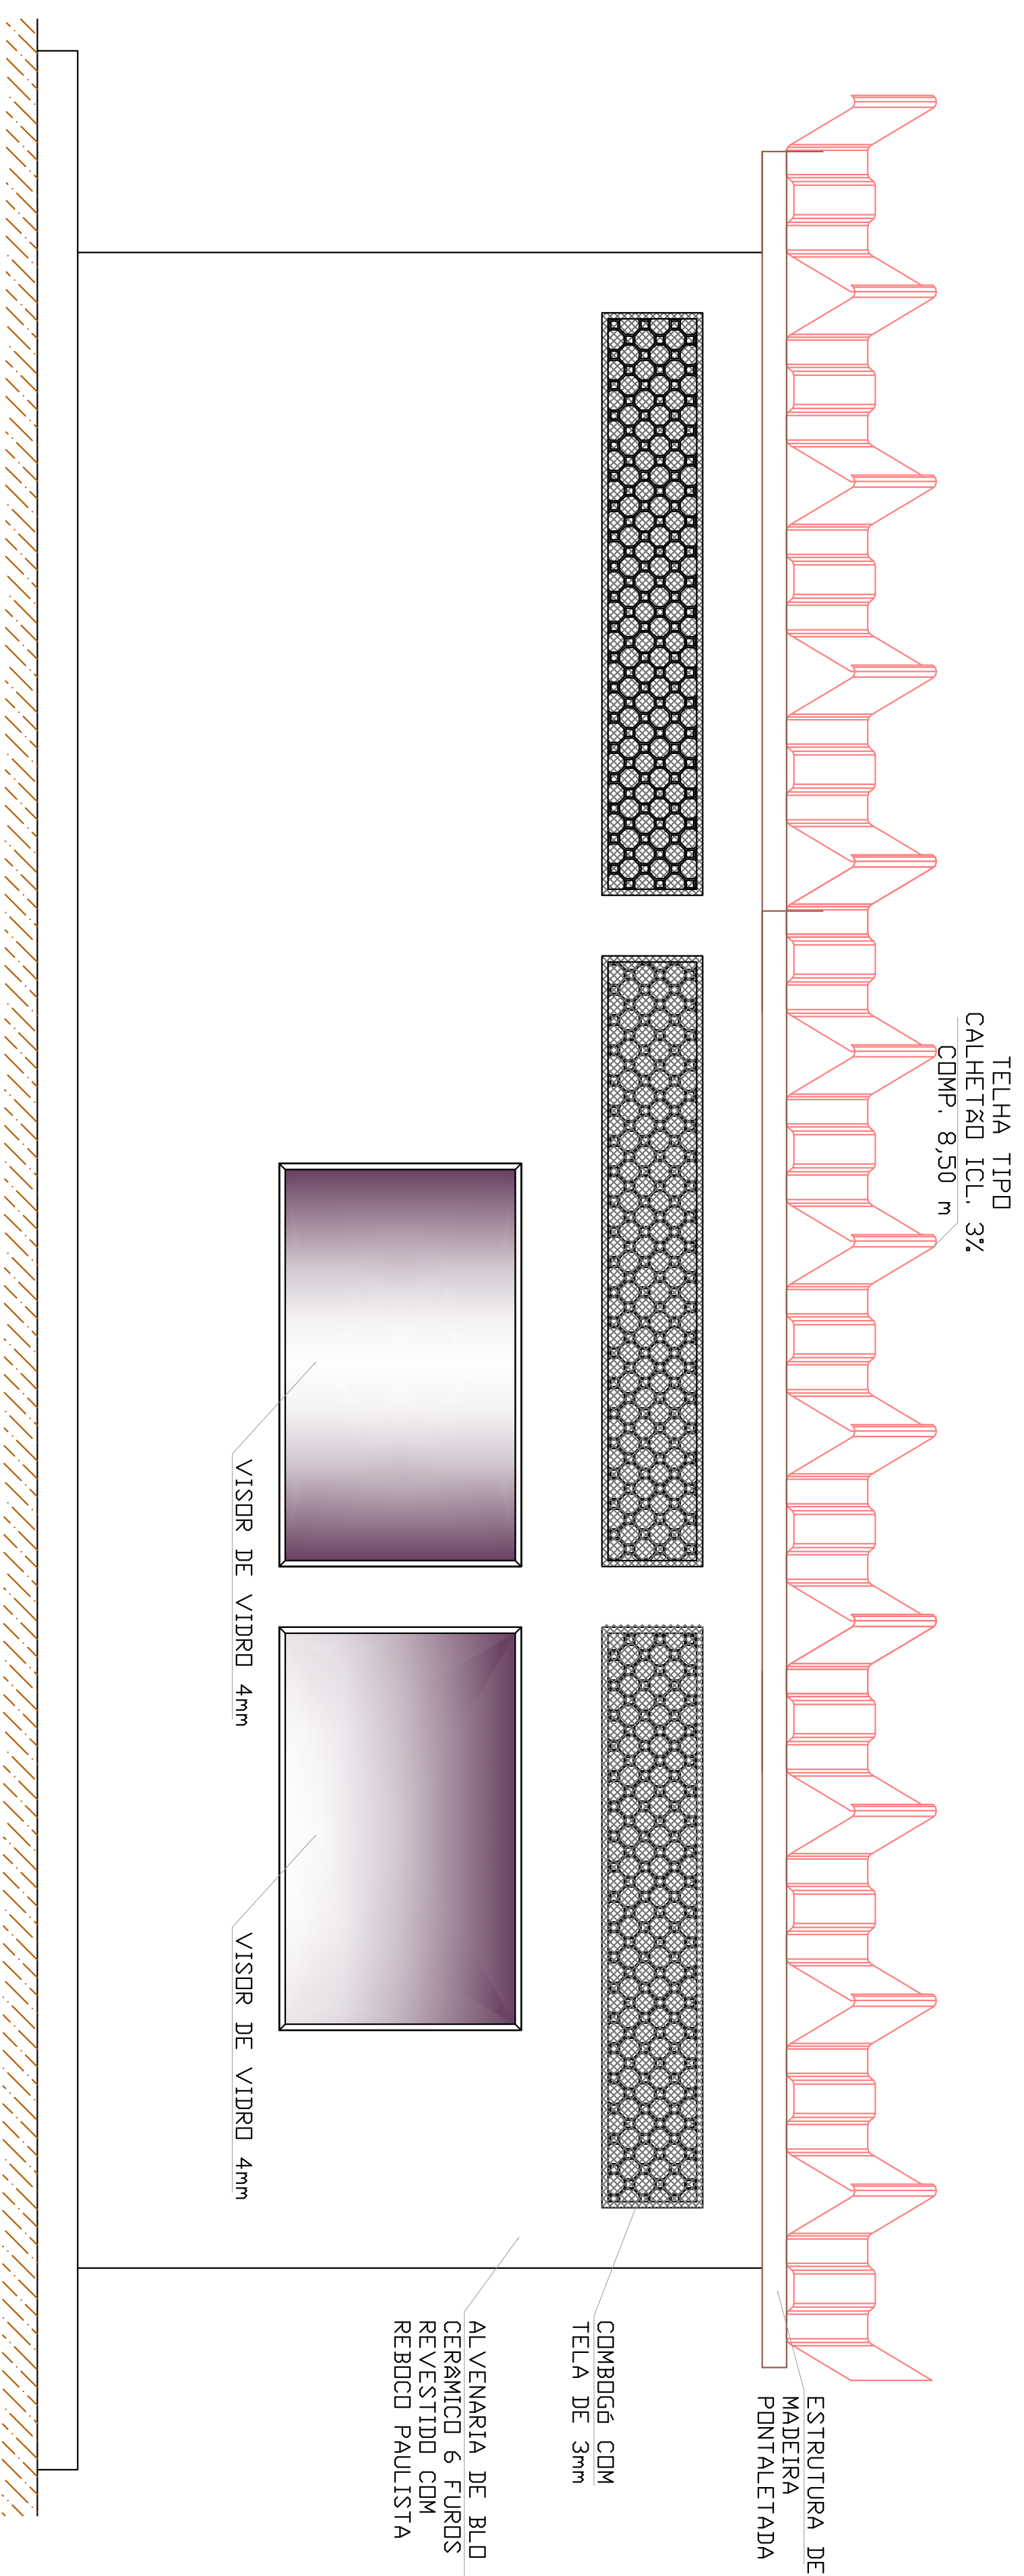 TELHA TIPO
CALHETÃO ICL. 3%
COMP. 8,50 m
ESTRUTURA DE
MADEIRA
PONTALETADA
COMBOGó COM
TELA DE 3mm
ALVENARIA DE BLO
CERâMICO 6 FUROS
REVESTIDO COM
REBOCO PAULISTA
VISOR DE VIDRO 4mm
VISOR DE VIDRO 4mm